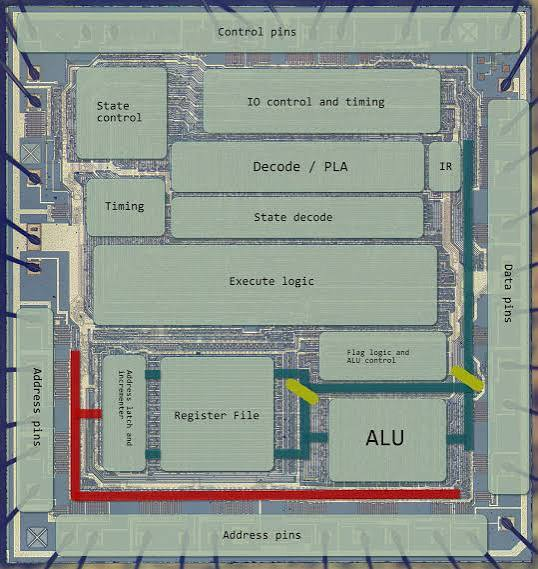 Control pins
State
control
IO control and timing
Decode / PLA
IR
Timing
State decode
Execute logic
Data pins
Flag logic and
ALU control
Address pins
Address latch and
incrementer
Register File
ALU
Address pins